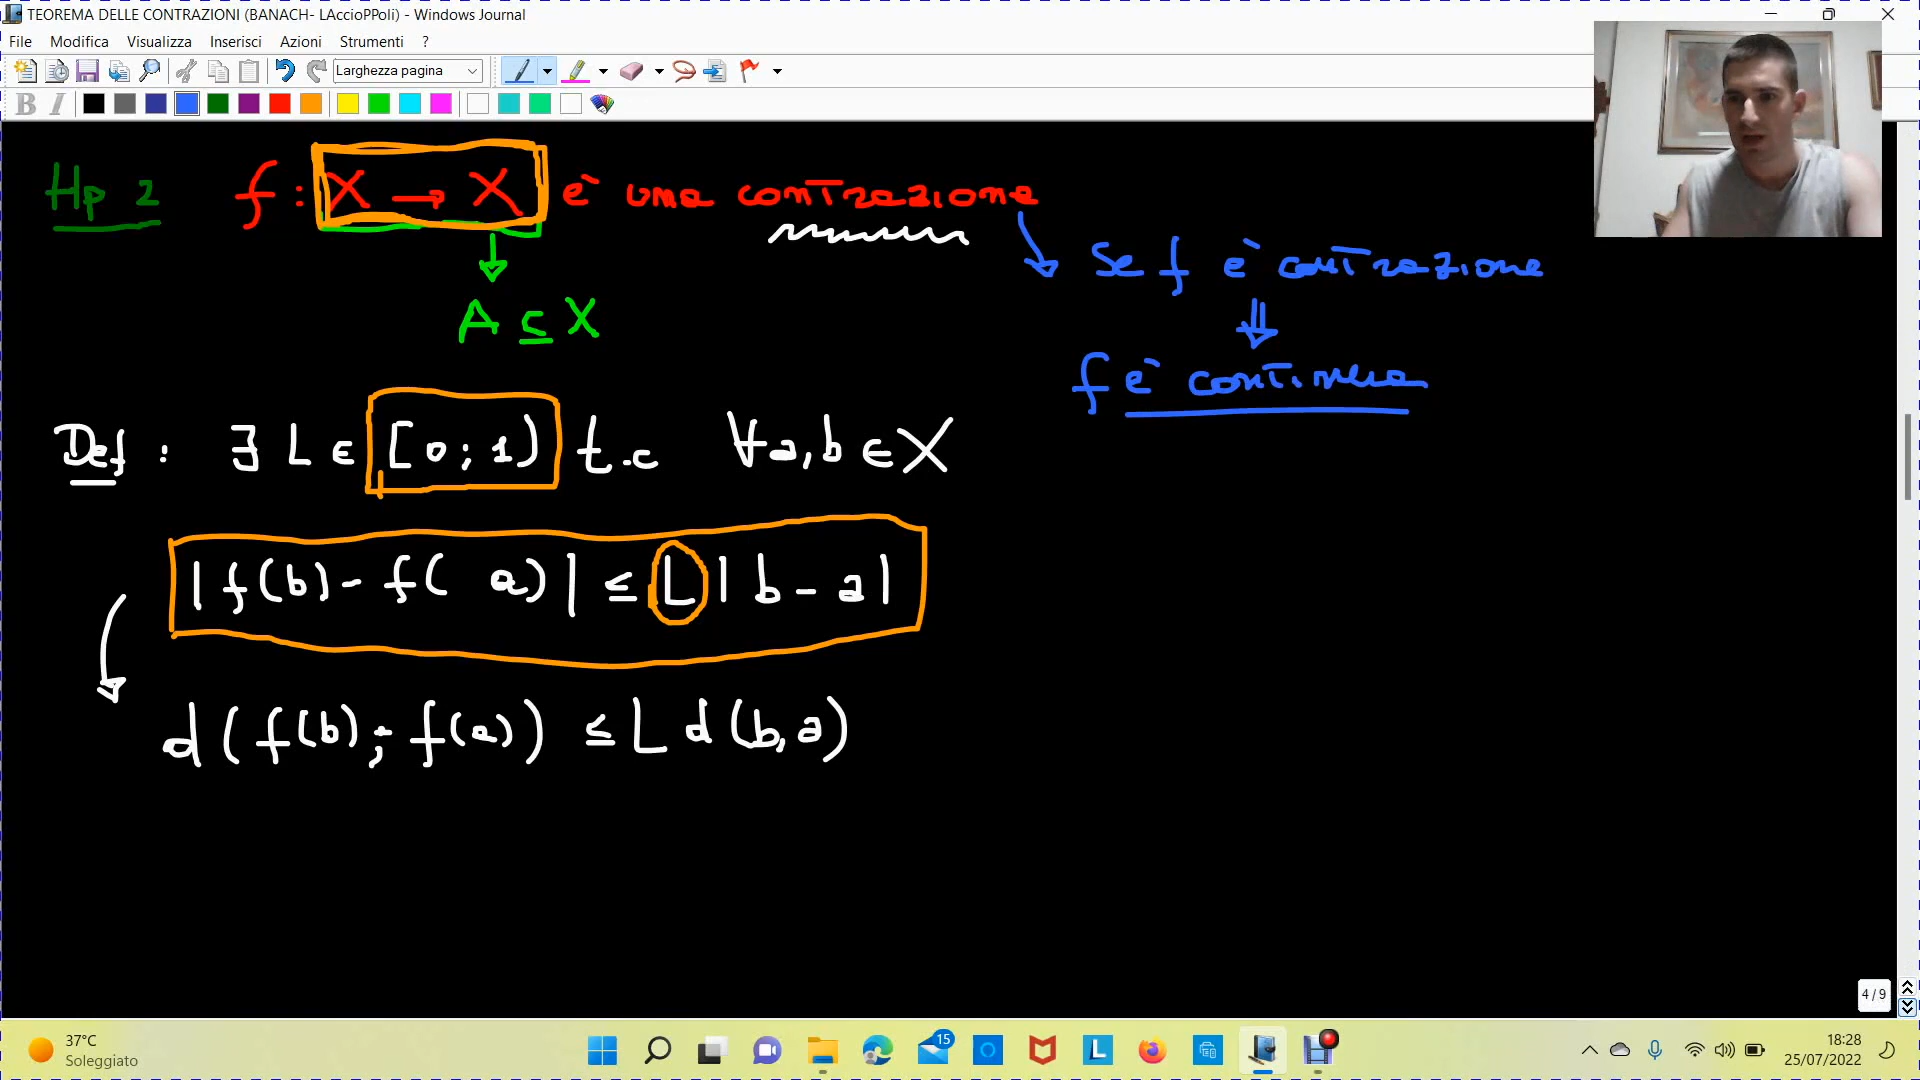 TEOREMA DELLE CONTRAZIONI (BANACH- LAccioPPoli) - Windows Journal
File Modifica Visualizza Inserisci Azioni Strumenti ?
Larghezza pagina
B I
Hp 2 f : X → X è una contrazione
Se f è contrazione
⇓
A ⊆ X
f è continua
Def : ∃ L ∈ [0;1) t.c ∀a,b ∈ X
|f(b)- f( a)| ≤ L | b - a|
d(f(b); f(a)) ≤ L d(b,a)
4 / 9
37°C
Soleggiato
15
18:28
25/07/2022